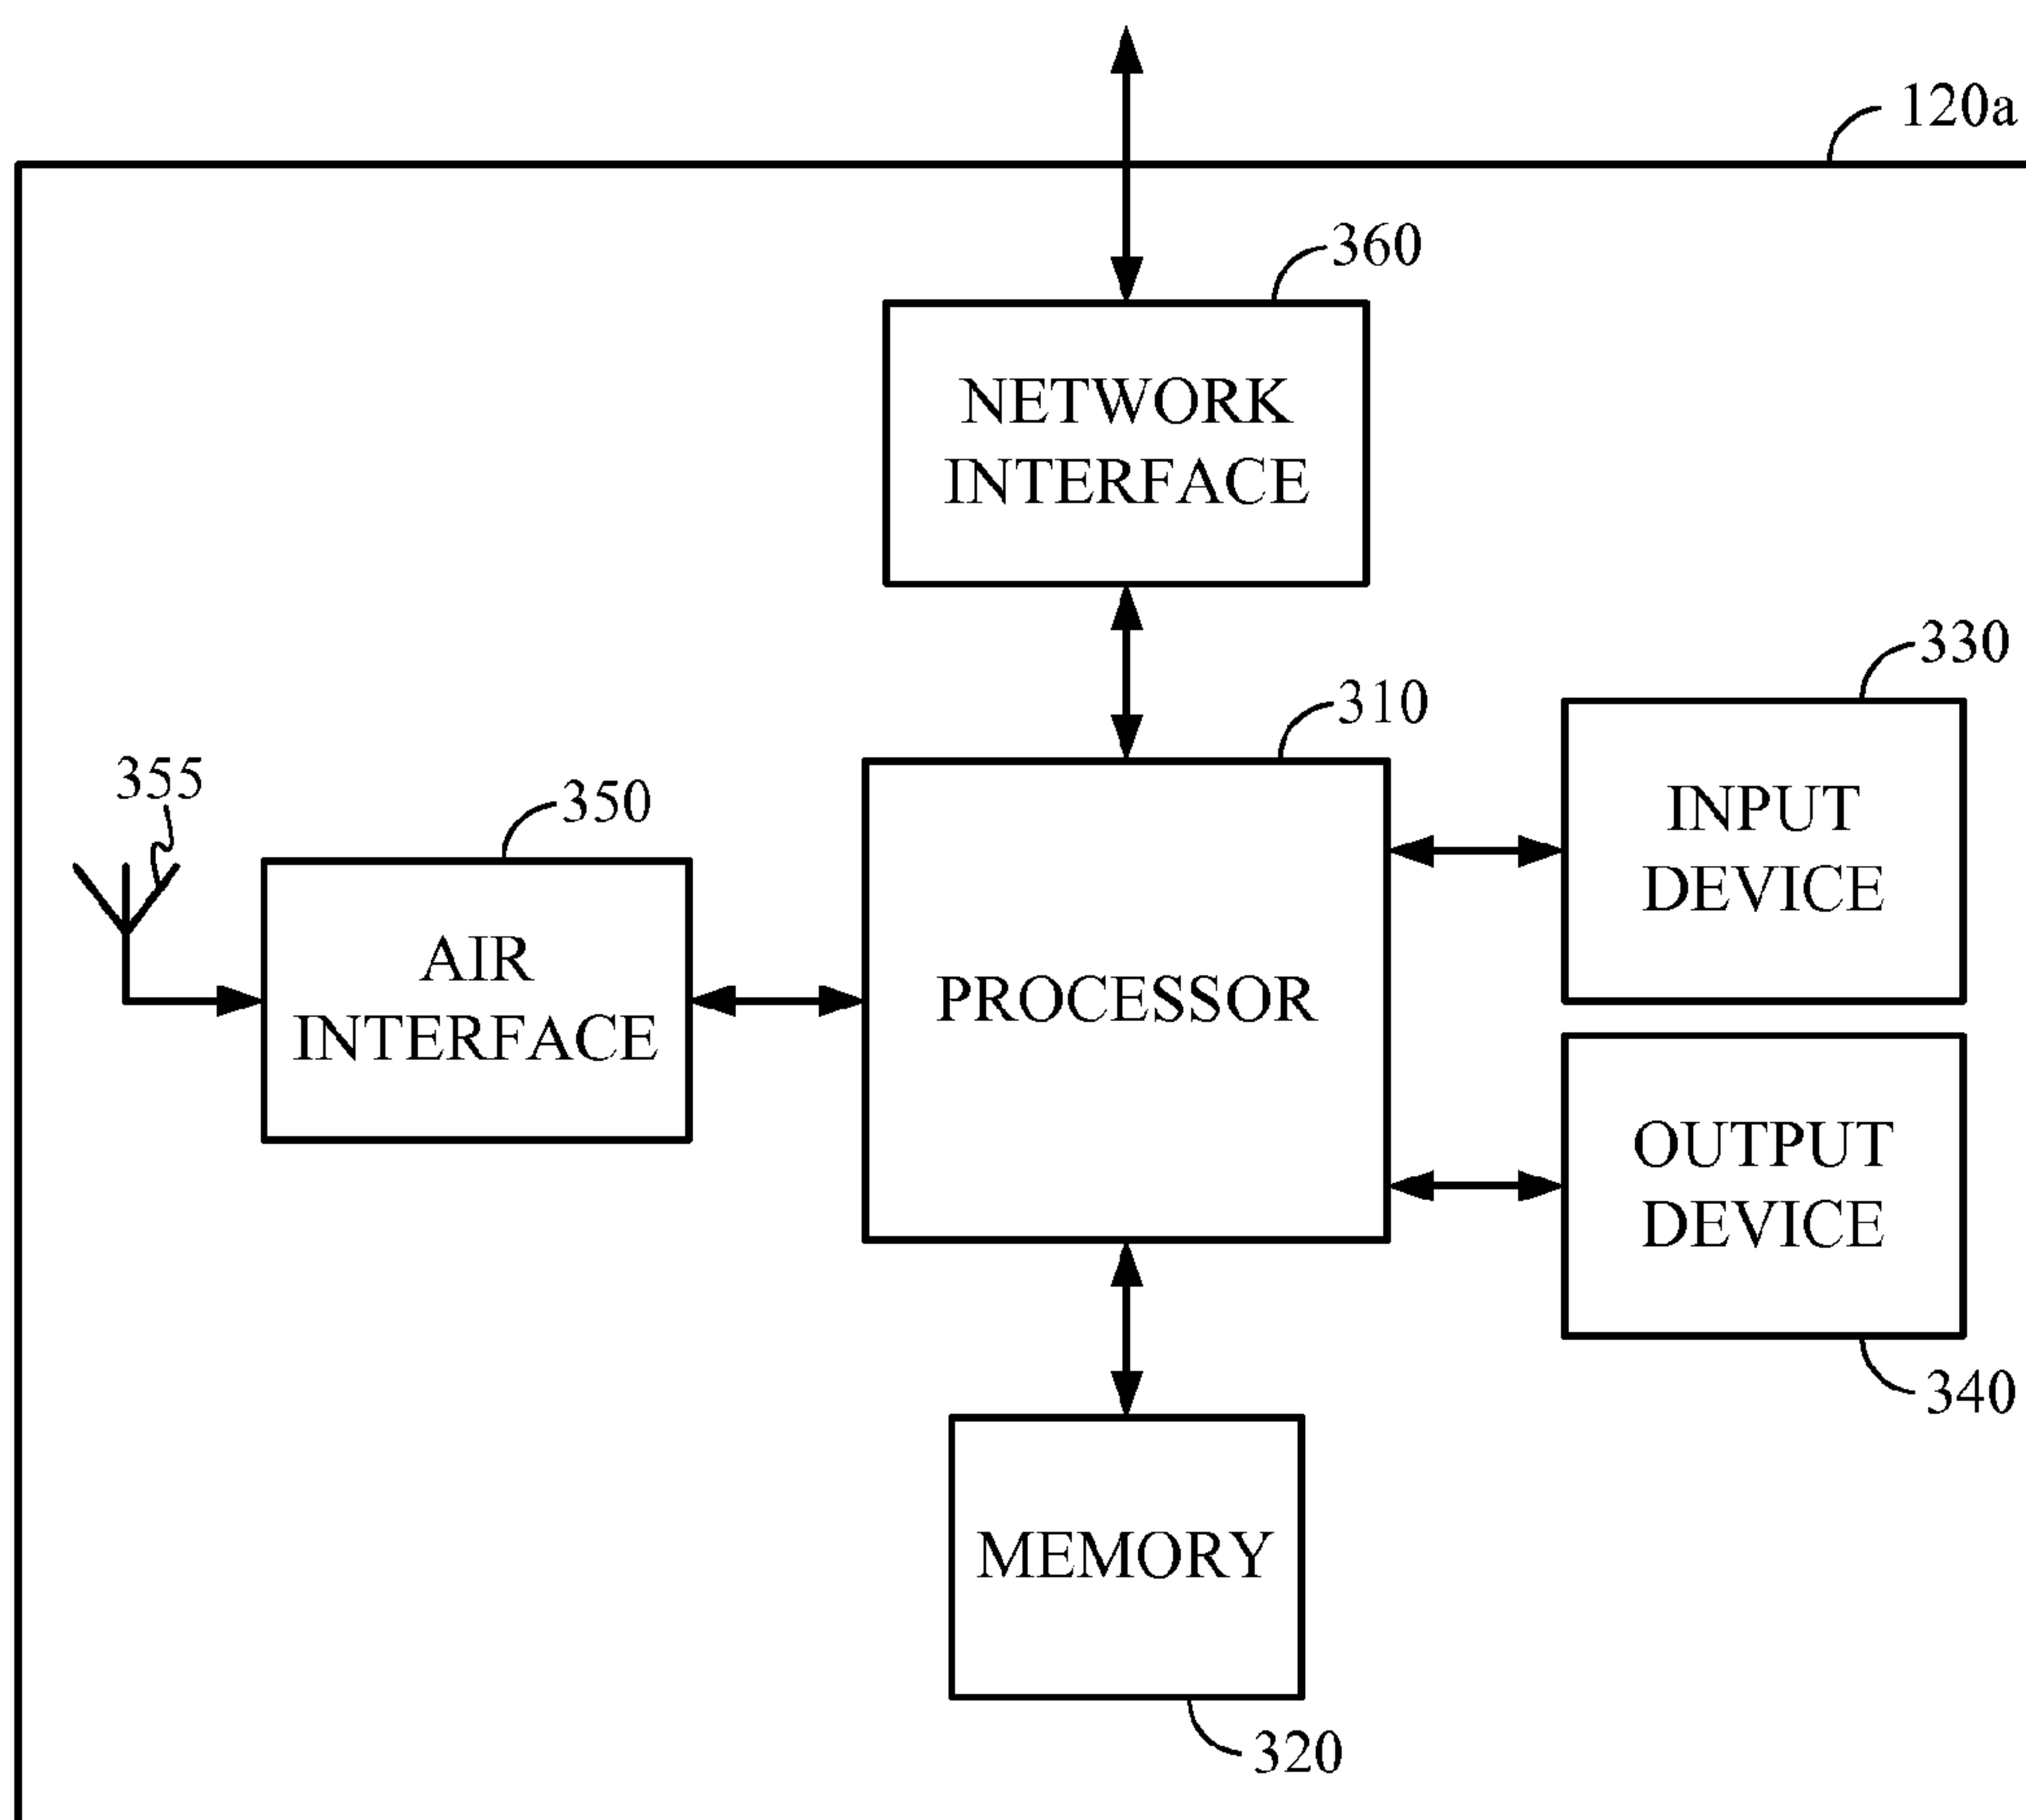 120a
360
NETWORK
INTERFACE
330
310
355
350
INPUT
DEVICE
AIR
INTERFACE
PROCESSOR
OUTPUT
DEVICE
340
MEMORY
320